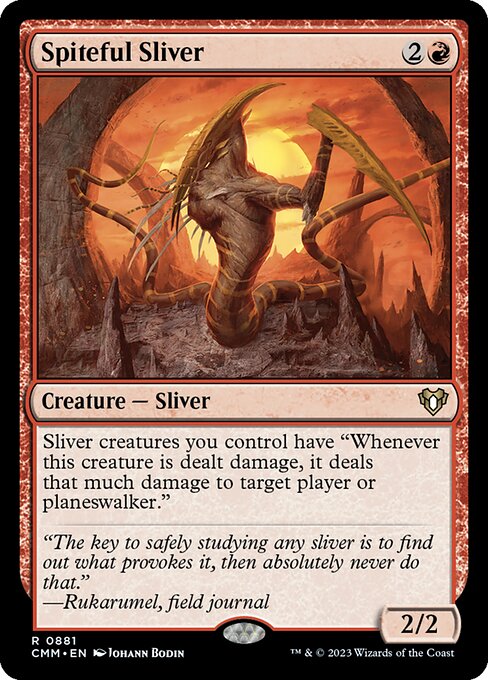 Spiteful Sliver 2
Creature — Sliver
Sliver creatures you control have “Whenever
this creature is dealt damage, it deals
that much damage to target player or
planeswalker.”
“The key to safely studying any sliver is to find
out what provokes it, then absolutely never do
that.”
—Rukarumel, field journal
2/2
R 0881
CMM • EN Johann Bodin
™ & © 2023 Wizards of the Coast